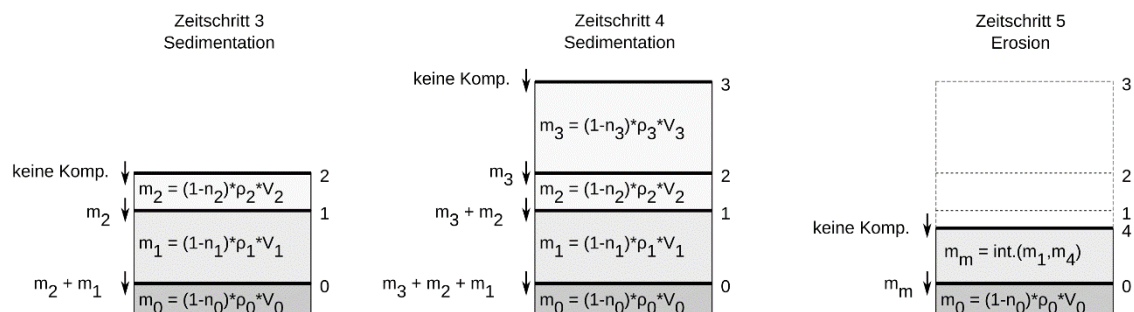 Zeitschritt 3
Sedimentation
keine Komp.
2
m₂ = (1-n₂)*ρ₂*V₂
m₂
1
m₁ = (1-n₁)*ρ₁*V₁
m₂ + m₁
0
m₀ = (1-n₀)*ρ₀*V₀
Zeitschritt 4
Sedimentation
keine Komp.
3
m₃ = (1-n₃)*ρ₃*V₃
m₃
2
m₂ = (1-n₂)*ρ₂*V₂
m₃ + m₂
1
m₁ = (1-n₁)*ρ₁*V₁
m₃ + m₂ + m₁
0
m₀ = (1-n₀)*ρ₀*V₀
Zeitschritt 5
Erosion
3
2
1
keine Komp.
4
mₘ = int.(m₁,m₄)
mₘ
0
m₀ = (1-n₀)*ρ₀*V₀